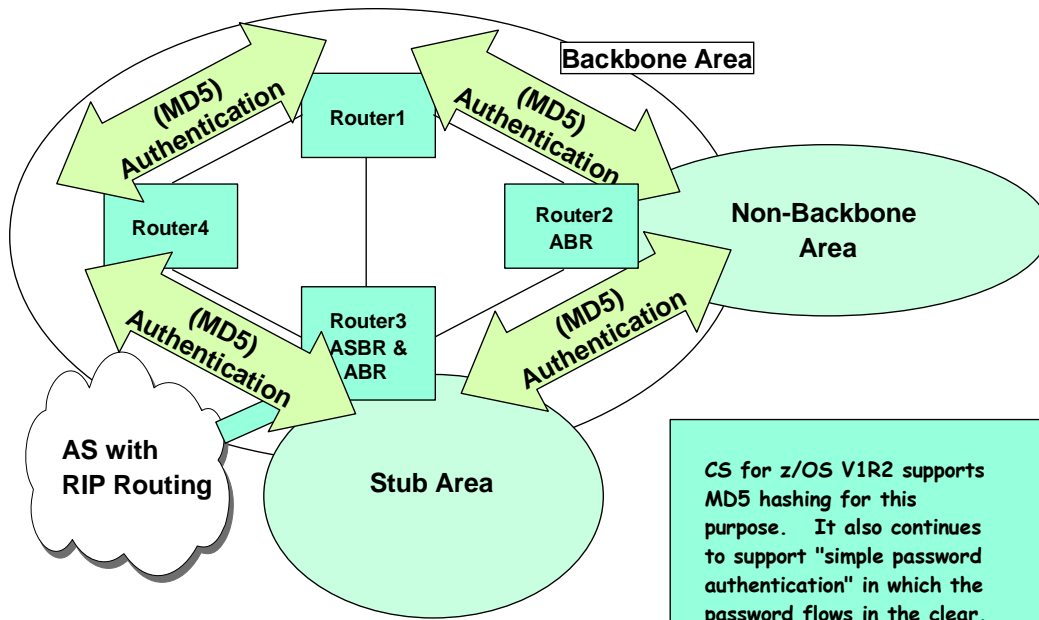 Backbone Area
(MD5)
Authentication
(MD5)
Authentication
Router1
Router4
Router2
ABR
Non-Backbone
Area
Router3
ASBR &
ABR
(MD5)
Authentication
(MD5)
Authentication
AS with
RIP Routing
Stub Area
CS for z/OS V1R2 supports
MD5 hashing for this
purpose. It also continues
to support "simple password
authentication" in which the
password flows in the clear.